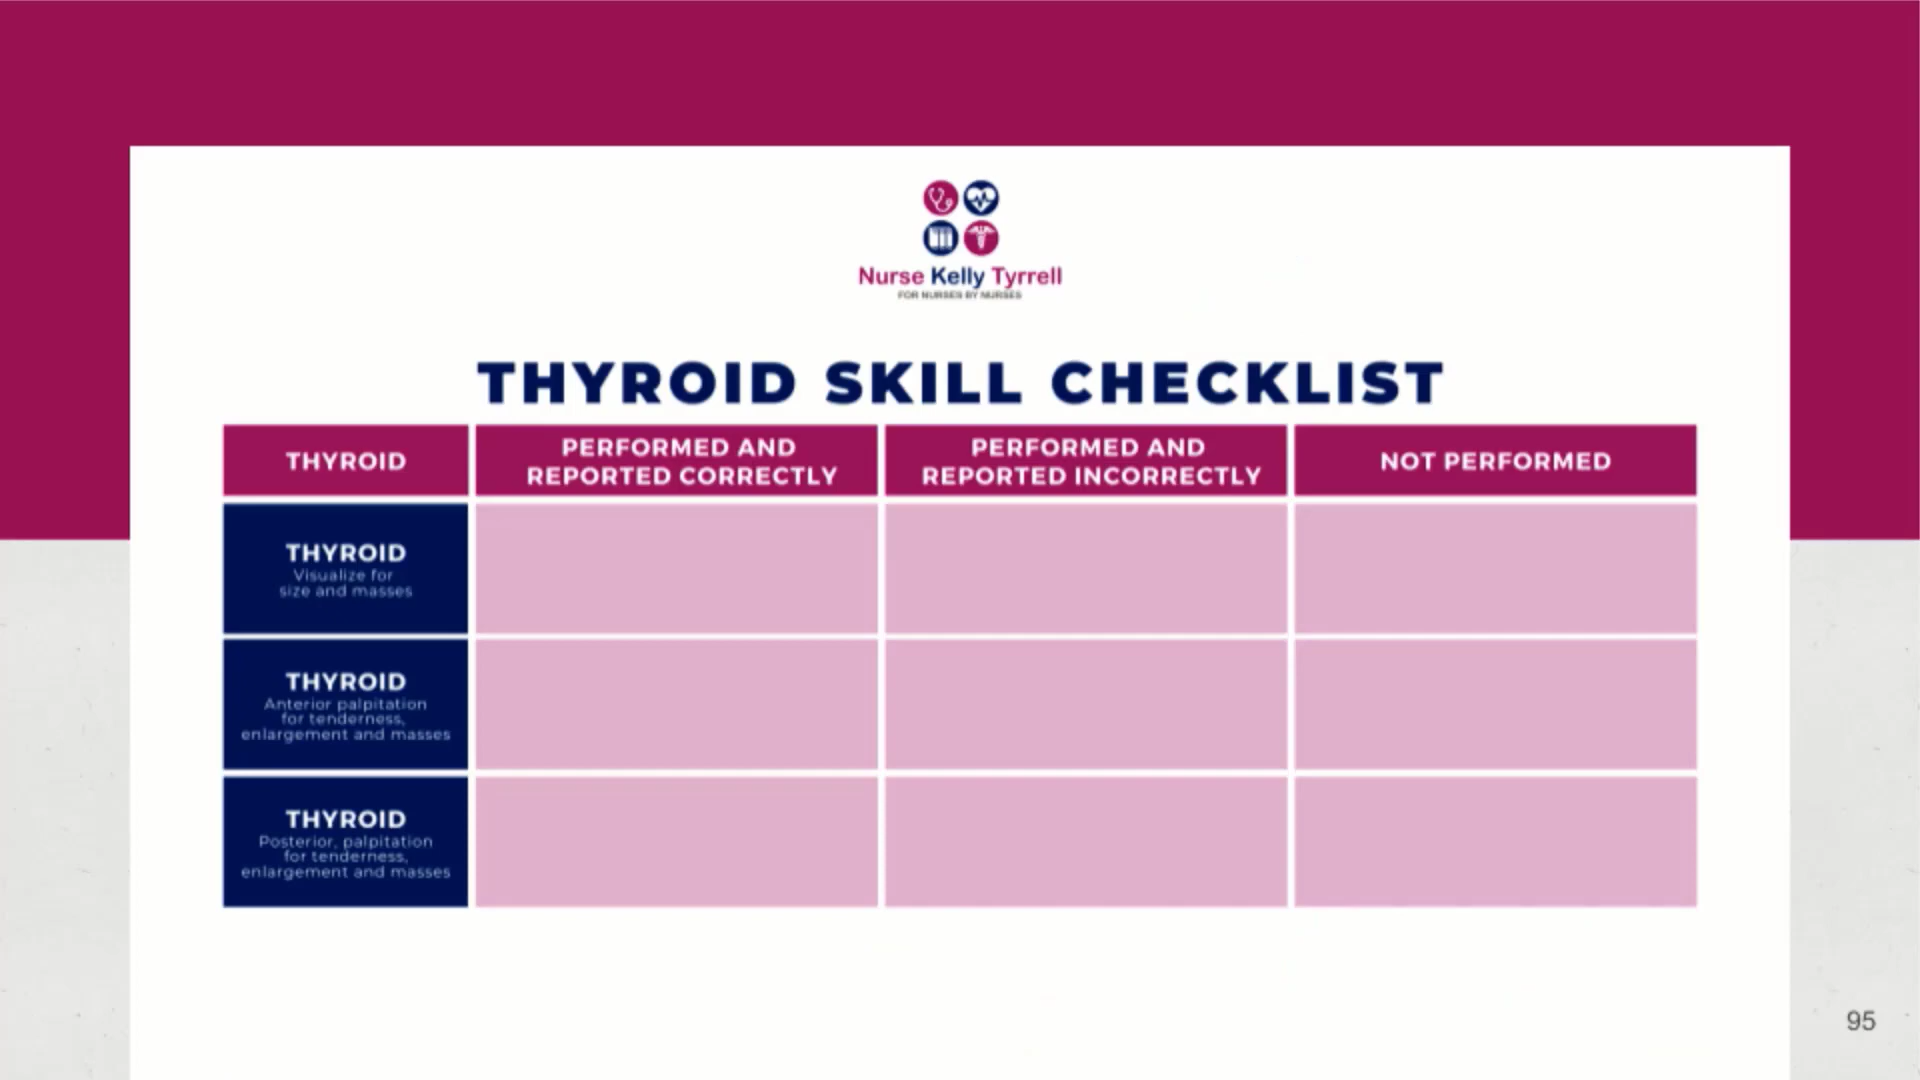 Nurse Kelly Tyrrell
FOR NURSES BY NURSES
THYROID SKILL CHECKLIST
THYROID
PERFORMED AND
REPORTED CORRECTLY
PERFORMED AND
REPORTED INCORRECTLY
NOT PERFORMED
THYROID
Visualize for
size and masses
THYROID
Anterior palpitation
for tenderness,
enlargement and masses
THYROID
Posterior, palpitation
for tenderness,
enlargement and masses
95